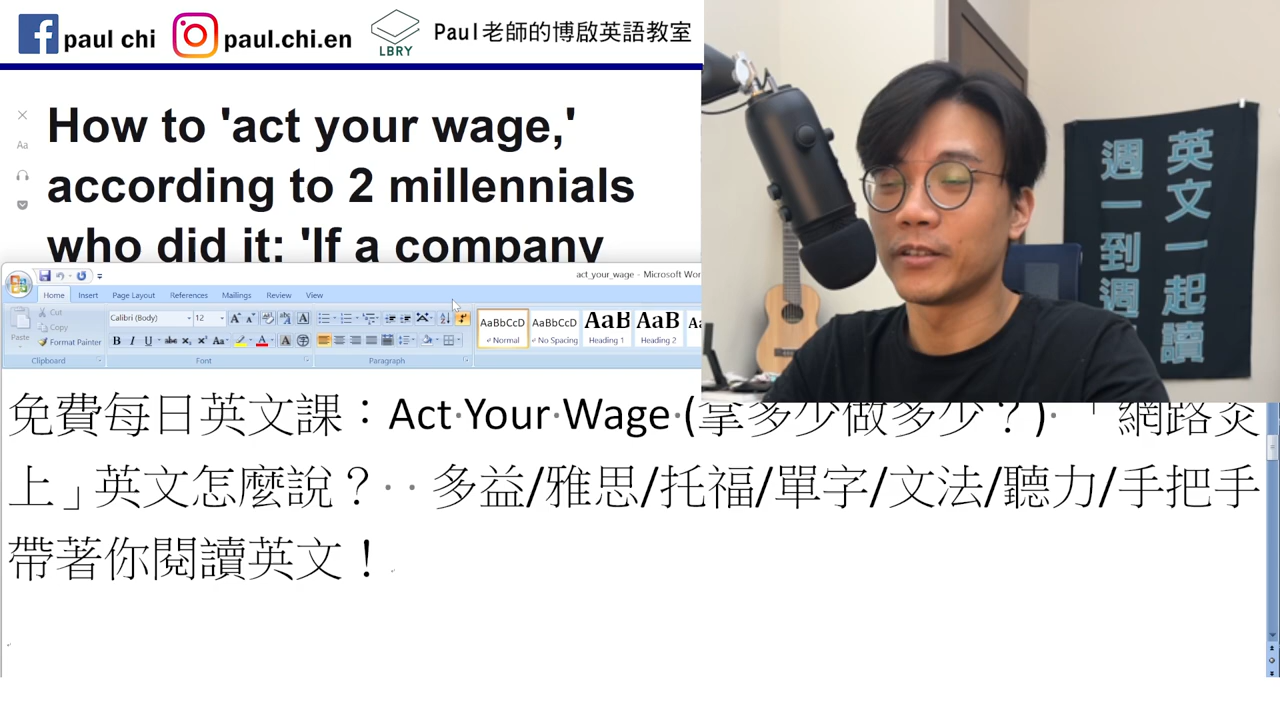 paul chi
paul.chi.en
LBRY
Paul老師的博啟英語教室
How to 'act your wage,'
according to 2 millennials
who did it: 'If a company
Aa
act_your_wage - Microsoft Wor
Home Insert Page Layout References Mailings Review View
Cut
Copy
Format Painter
Paste
Clipboard
Calibri (Body) 12
Font
Paragraph
AaBbCcD AaBbCcD AaBbC AaBbC
Normal No Spacing Heading 1 Heading 2
免費每日英文課：Act Your Wage (拿多少做多少？) 「網路炎
上」英文怎麼說？ 多益/雅思/托福/單字/文法/聽力/手把手
帶著你閱讀英文！
英文一起讀
週一到週